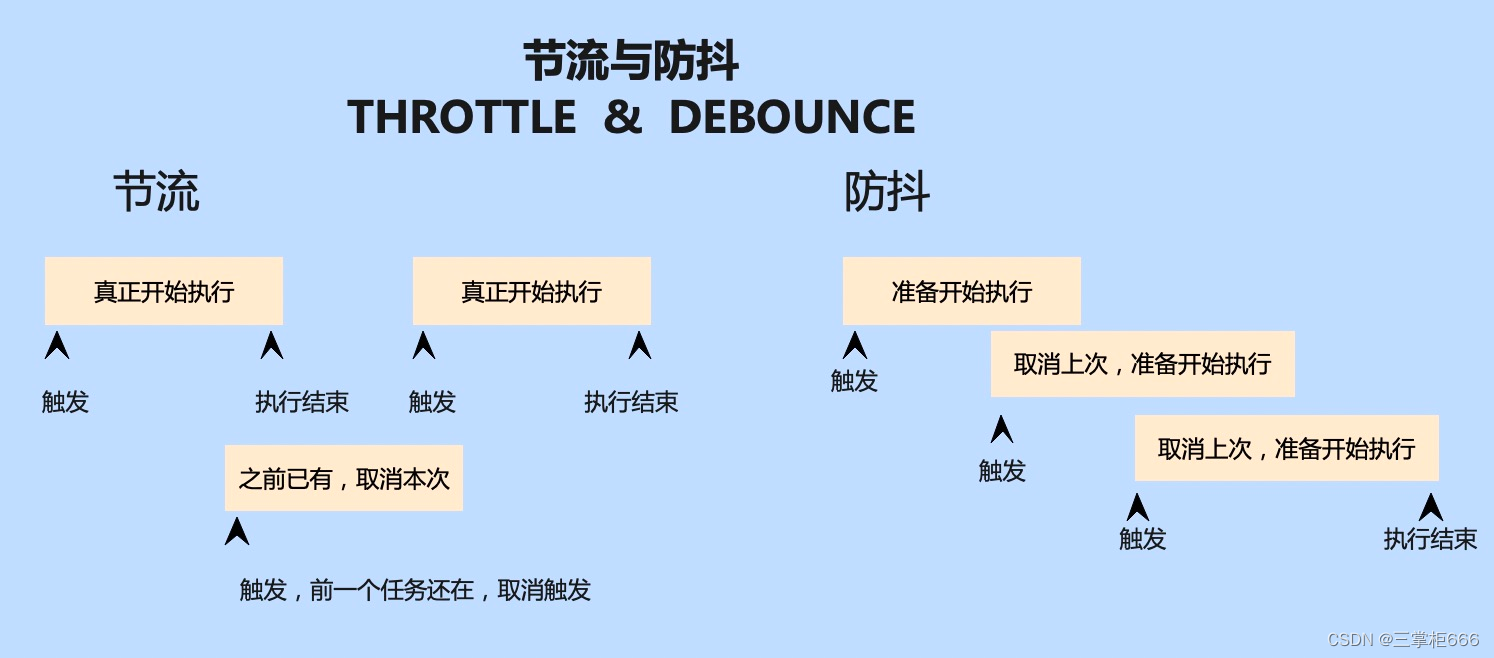 节流与防抖
THROTTLE & DEBOUNCE
节流
真正开始执行
真正开始执行
触发
执行结束
触发
执行结束
之前已有，取消本次
触发，前一个任务还在，取消触发
防抖
准备开始执行
触发
取消上次，准备开始执行
触发
取消上次，准备开始执行
触发
执行结束
CSDN @三掌柜666